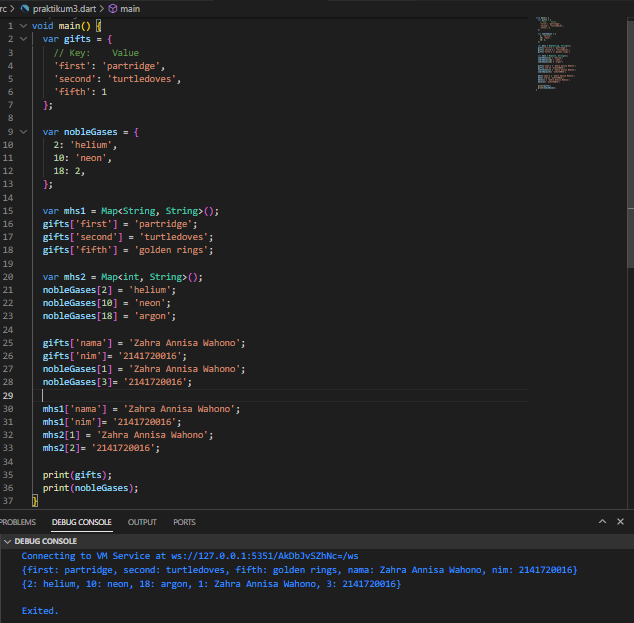 rc > praktikum3.dart > main
1 void main() {
2 var gifts = {
3 // Key: Value
4 'first': 'partridge',
5 'second': 'turtledoves',
6 'fifth': 1
7 };
8
9 var nobleGases = {
10 2: 'helium',
11 10: 'neon',
12 18: 2,
13 };
14
15 var mhs1 = Map<String, String>();
16 gifts['first'] = 'partridge';
17 gifts['second'] = 'turtledoves';
18 gifts['fifth'] = 'golden rings';
19
20 var mhs2 = Map<int, String>();
21 nobleGases[2] = 'helium';
22 nobleGases[10] = 'neon';
23 nobleGases[18] = 'argon';
24
25 gifts['nama'] = 'Zahra Annisa Wahono';
26 gifts['nim']= '2141720016';
27 nobleGases[1] = 'Zahra Annisa Wahono';
28 nobleGases[3]= '2141720016';
29
30 mhs1['nama'] = 'Zahra Annisa Wahono';
31 mhs1['nim']= '2141720016';
32 mhs2[1] = 'Zahra Annisa Wahono';
33 mhs2[2]= '2141720016';
34
35 print(gifts);
36 print(nobleGases);
37 }
PROBLEMS DEBUG CONSOLE OUTPUT PORTS
DEBUG CONSOLE
Connecting to VM Service at ws://127.0.0.1:5351/AkDbJvSZhNc=/ws
{first: partridge, second: turtledoves, fifth: golden rings, nama: Zahra Annisa Wahono, nim: 2141720016}
{2: helium, 10: neon, 18: argon, 1: Zahra Annisa Wahono, 3: 2141720016}
Exited.